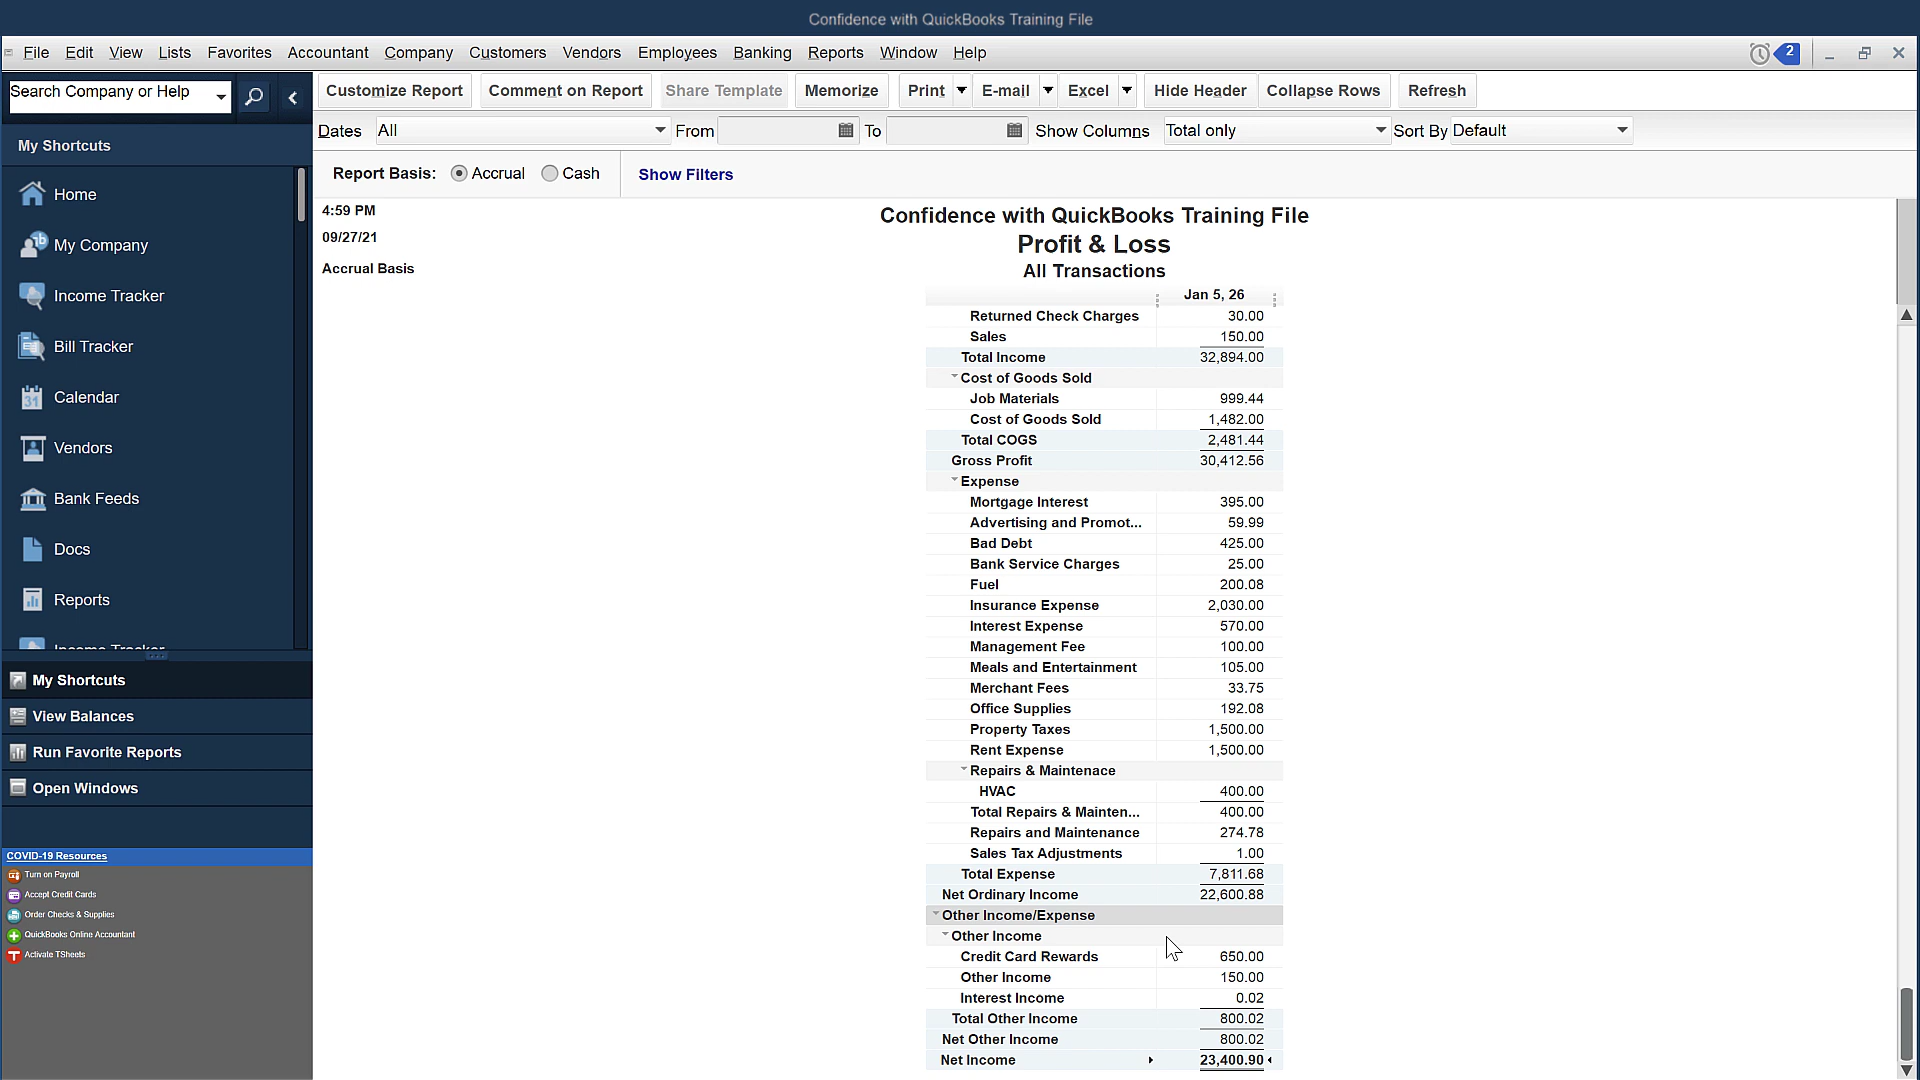 Confidence with QuickBooks Training File
File Edit View Lists Favorites Accountant Company Customers Vendors Employees Banking Reports Window Help 2
Search Company or Help
Customize Report Comment on Report Share Template Memorize Print E-mail Excel Hide Header Collapse Rows Refresh
Dates All From To Show Columns Total only Sort By Default
Report Basis: Accrual Cash Show Filters
My Shortcuts
Home
My Company
Income Tracker
Bill Tracker
31 Calendar
Vendors
Bank Feeds
Docs
Reports
Income Tracker
My Shortcuts
View Balances
Run Favorite Reports
Open Windows
COVID-19 Resources
Turn on Payroll
Accept Credit Cards
Order Checks & Supplies
QuickBooks Online Accountant
Activate TSheets
4:59 PM
09/27/21
Accrual Basis
Confidence with QuickBooks Training File
Profit & Loss
All Transactions
Jan 5, 26
Returned Check Charges 30.00
Sales 150.00
Total Income 32,894.00
Cost of Goods Sold
Job Materials 999.44
Cost of Goods Sold 1,482.00
Total COGS 2,481.44
Gross Profit 30,412.56
Expense
Mortgage Interest 395.00
Advertising and Promot... 59.99
Bad Debt 425.00
Bank Service Charges 25.00
Fuel 200.08
Insurance Expense 2,030.00
Interest Expense 570.00
Management Fee 100.00
Meals and Entertainment 105.00
Merchant Fees 33.75
Office Supplies 192.08
Property Taxes 1,500.00
Rent Expense 1,500.00
Repairs & Maintenace
HVAC 400.00
Total Repairs & Mainten... 400.00
Repairs and Maintenance 274.78
Sales Tax Adjustments 1.00
Total Expense 7,811.68
Net Ordinary Income 22,600.88
Other Income/Expense
Other Income
Credit Card Rewards 650.00
Other Income 150.00
Interest Income 0.02
Total Other Income 800.02
Net Other Income 800.02
Net Income 23,400.90